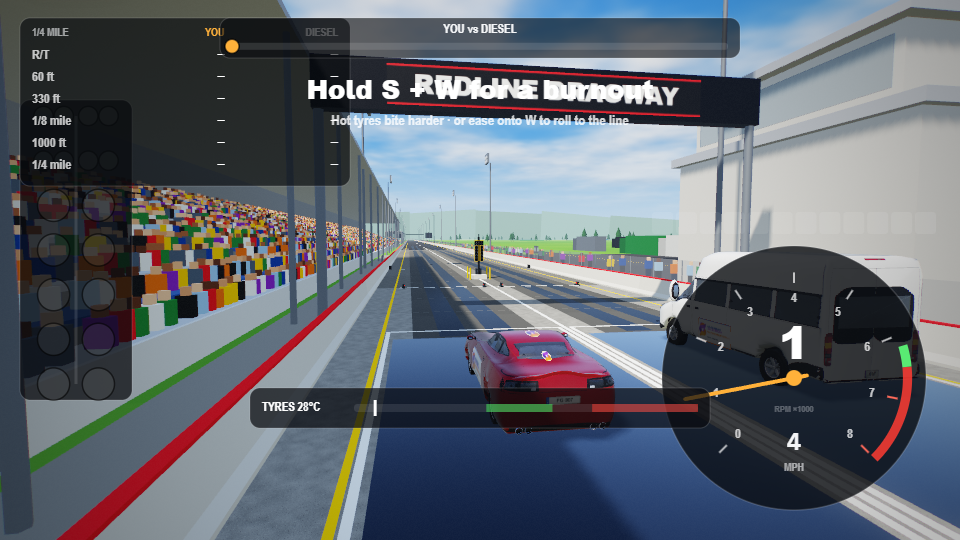 YOU vs DIESEL
1/4 MILE YOU DIESEL
R/T – –
60 ft – –
330 ft – –
1/8 mile – –
1000 ft – –
1/4 mile – –
REDLINE DRAGWAY
Hold S + W for a burnout
Hot tyres bite harder · or ease onto W to roll to the line
TYRES 28°C
0 1 2 3 4 5 6 7 8
1
RPM ×1000
4
MPH